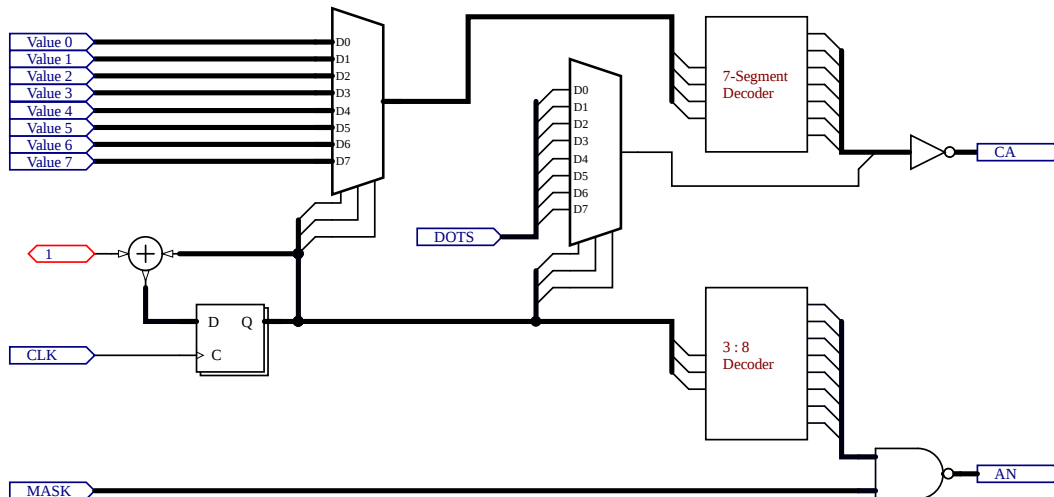 Value 0
Value 1
Value 2
Value 3
Value 4
Value 5
Value 6
Value 7
D0
D1
D2
D3
D4
D5
D6
D7
D0
D1
D2
D3
D4
D5
D6
D7
7-Segment
Decoder
CA
DOTS
1
D Q
C
CLK
3 : 8
Decoder
AN
MASK